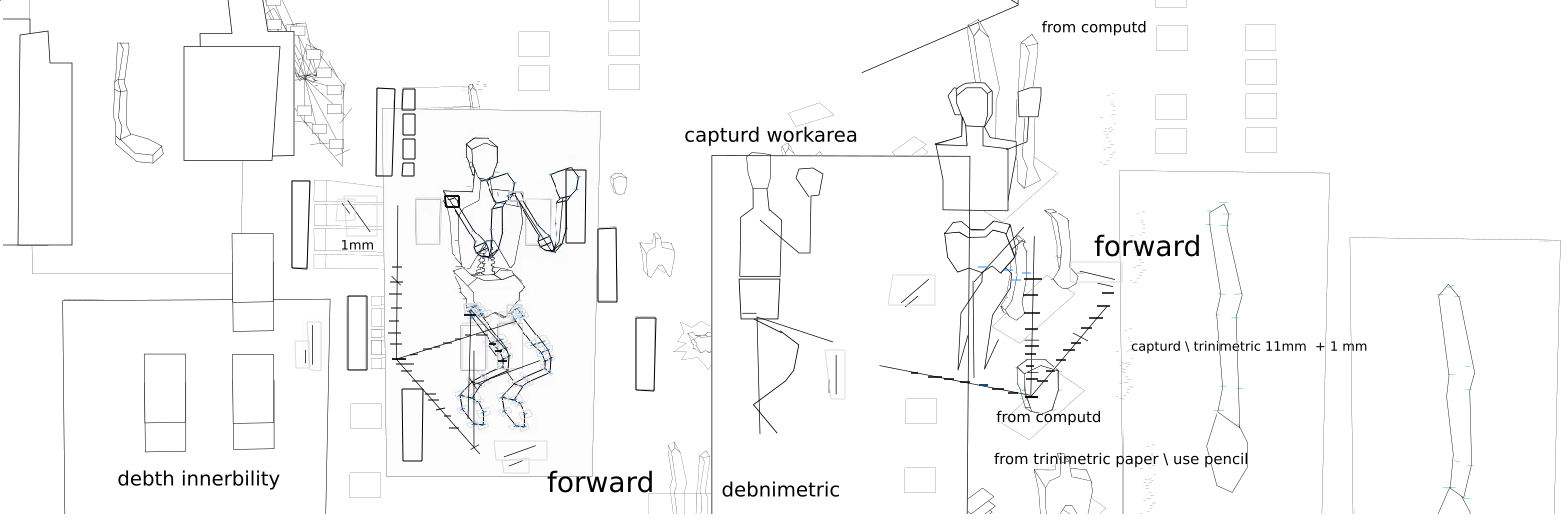 from computd
capturd workarea
1mm
forward
capturd \ trinimetric 11mm  + 1 mm
from computd
from trinimetric paper \ use pencil
debth innerbility
forward
debnimetric